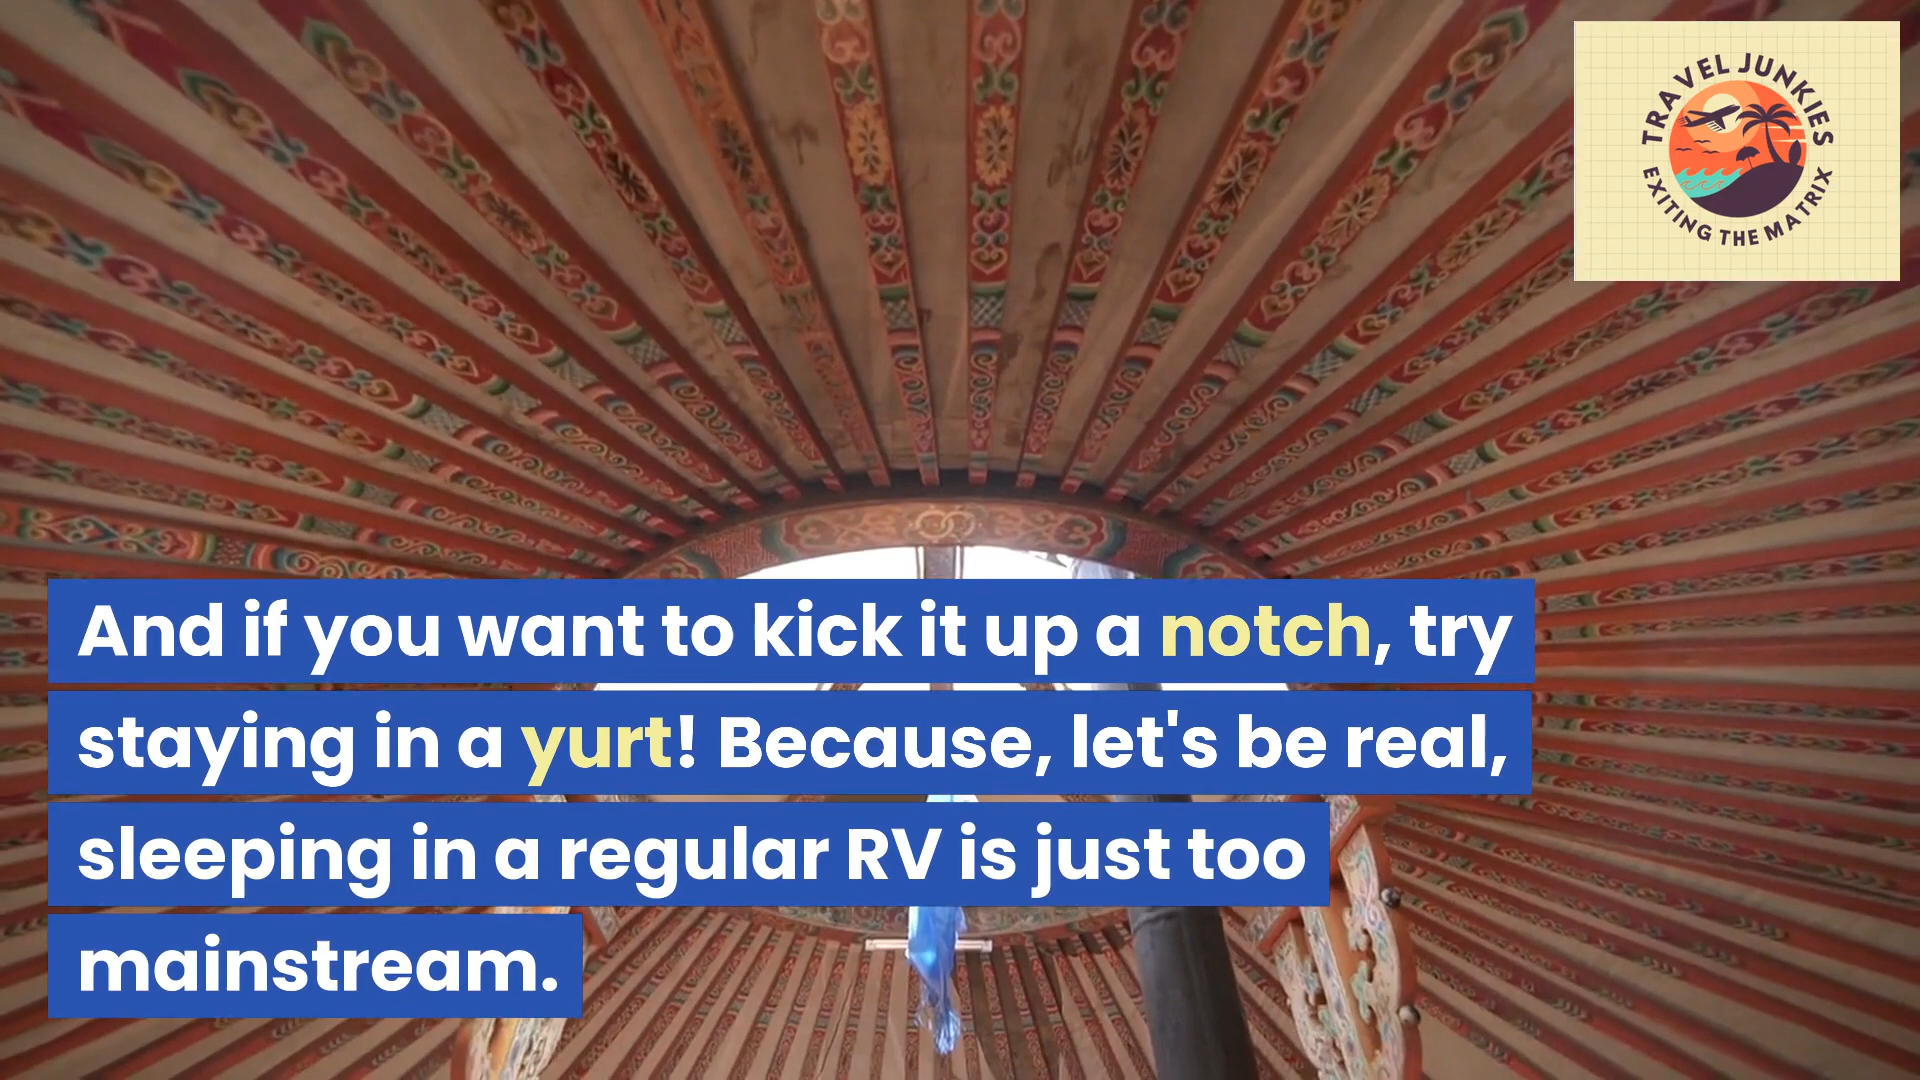 TRAVEL JUNKIES
EXITING THE MATRIX
And if you want to kick it up a notch, try
staying in a yurt! Because, let's be real,
sleeping in a regular RV is just too
mainstream.